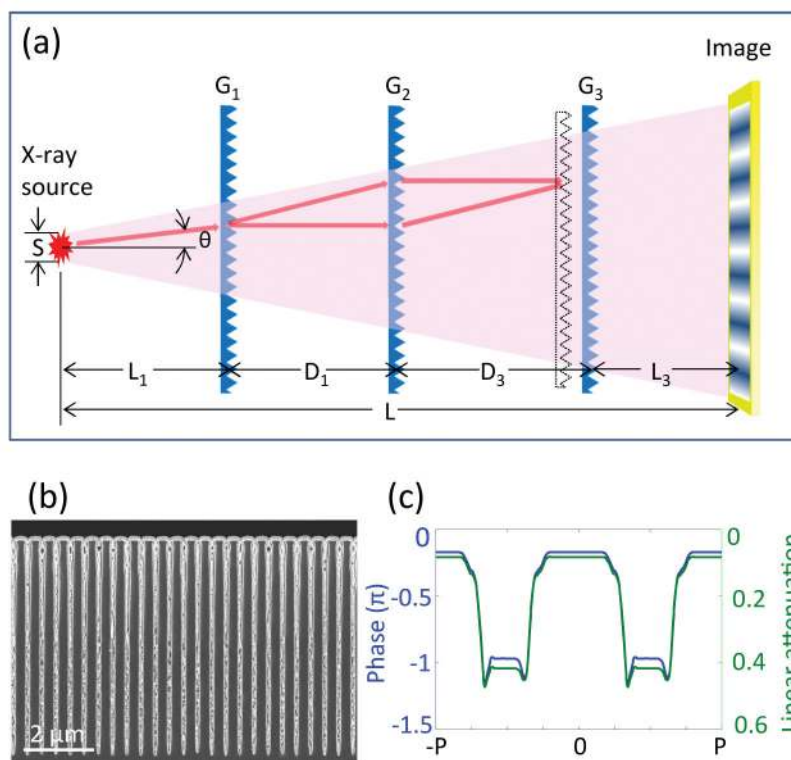 (a)
Image
G1
G2
G3
X-ray
source
S
θ
L1
D1
D3
L3
L
(b)
2 μm
(c)
Phase (π)
0
-0.5
-1
-1.5
-P
0
P
0
0.2
0.4
0.6
Linear attenuation